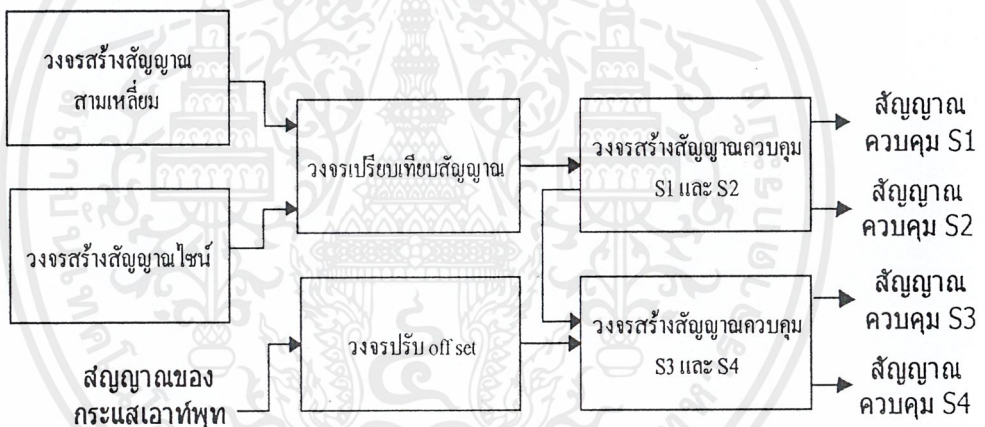 วงจรสร้างสัญญาณ
สามเหลี่ยม
วงจรสร้างสัญญาณไซน์
สัญญาณของ
กระแสเอาท์พุท
วงจรเปรียบเทียบสัญญาณ
วงจรปรับ off set
วงจรสร้างสัญญาณควบคุม
S1 และ S2
วงจรสร้างสัญญาณควบคุม
S3 และ S4
สัญญาณ
ควบคุม S1
สัญญาณ
ควบคุม S2
สัญญาณ
ควบคุม S3
สัญญาณ
ควบคุม S4